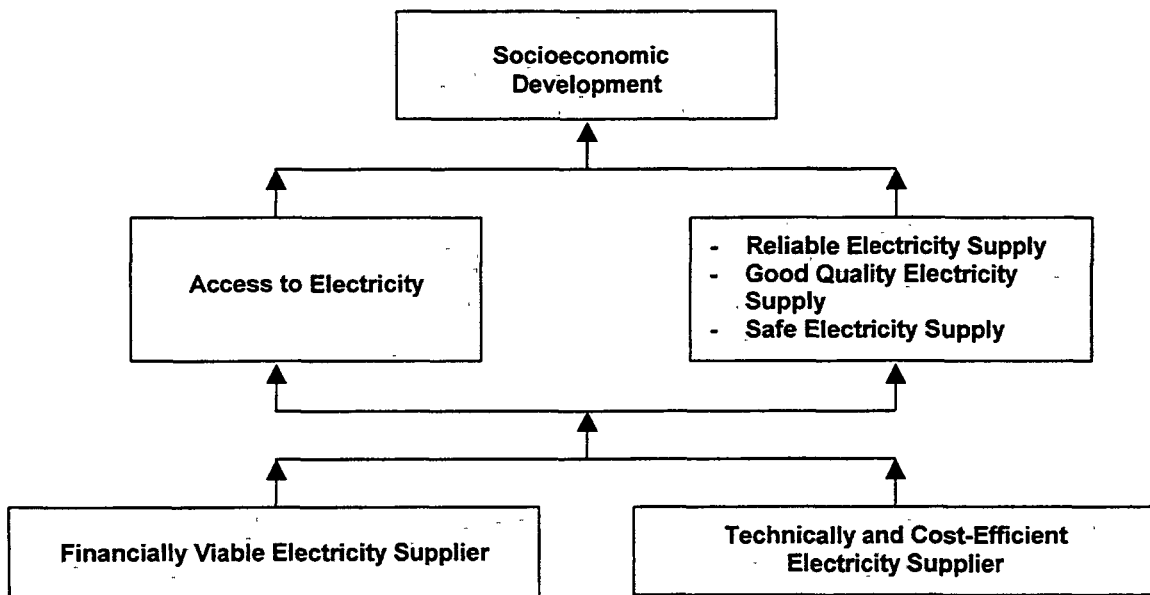 Socioeconomic
Development
Access to Electricity
- Reliable Electricity Supply
- Good Quality Electricity
Supply
- Safe Electricity Supply
Financially Viable Electricity Supplier
Technically and Cost-Efficient
Electricity Supplier